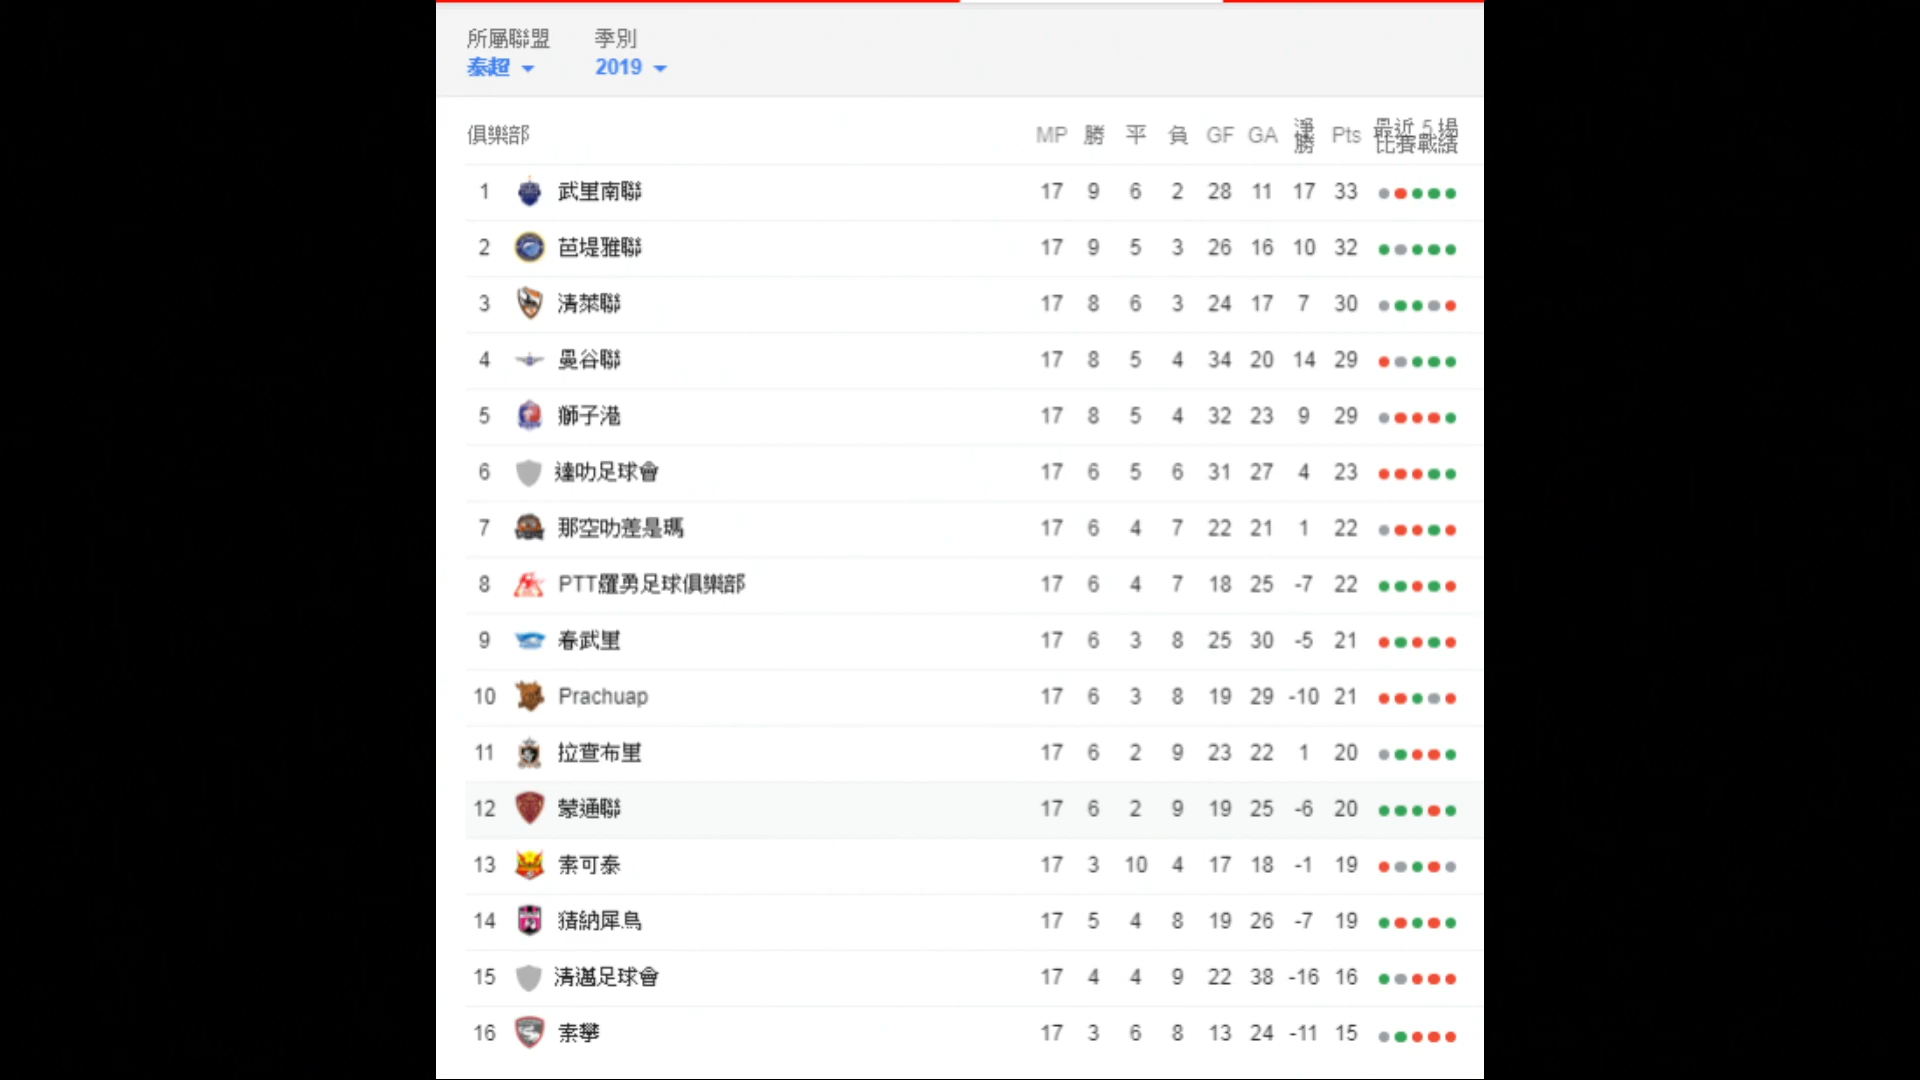 所屬聯盟 季別
泰超 2019
俱樂部 MP 勝 平 負 GF GA 淨勝 Pts 最近 5 場比賽戰績
1 武里南聯 17 9 6 2 28 11 17 33
2 芭堤雅聯 17 9 5 3 26 16 10 32
3 清萊聯 17 8 6 3 24 17 7 30
4 曼谷聯 17 8 5 4 34 20 14 29
5 獅子港 17 8 5 4 32 23 9 29
6 達叻足球會 17 6 5 6 31 27 4 23
7 那空叻差是瑪 17 6 4 7 22 21 1 22
8 PTT羅勇足球俱樂部 17 6 4 7 18 25 -7 22
9 春武里 17 6 3 8 25 30 -5 21
10 Prachuap 17 6 3 8 19 29 -10 21
11 拉查布里 17 6 2 9 23 22 1 20
12 蒙通聯 17 6 2 9 19 25 -6 20
13 素可泰 17 3 10 4 17 18 -1 19
14 猜納犀鳥 17 5 4 8 19 26 -7 19
15 清邁足球會 17 4 4 9 22 38 -16 16
16 素攀 17 3 6 8 13 24 -11 15